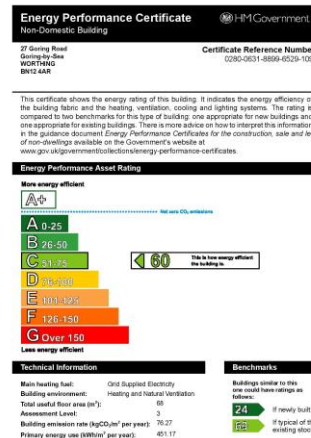 Energy Performance Certificate
HM Government
Non-Domestic Building
27 Goring Road
Goring-by-Sea
WORTHING
BN12 4AR
Certificate Reference Number
0280-0631-8899-6529-109
This certificate shows the energy rating of this building. It indicates the energy efficiency of
the building fabric and the heating, ventilation, cooling and lighting systems. The rating is
compared to two benchmarks for this type of building: one appropriate for new buildings and
one appropriate for existing buildings. There is more advice on how to interpret this information
in the guidance document Energy Performance Certificates for the construction, sale and le
of non-dwellings available on the Government's website at
www.gov.uk/government/collections/energy-performance-certificates.
Energy Performance Asset Rating
More energy efficient
A+
Net zero CO₂ emissions
A 0-25
B 26-50
C 51-75
60
This is how energy efficient
the building is.
D 76-100
E 101-125
F 126-150
G Over 150
Less energy efficient
Technical Information
Main heating fuel: Grid Supplied Electricity
Building environment: Heating and Natural Ventilation
Total useful floor area (m²): 68
Assessment Level: 3
Building emission rate (kgCO₂/m² per year): 76.27
Primary energy use (kWh/m² per year): 451.17
Benchmarks
Buildings similar to this
one could have ratings as
follows:
24 If newly built
If typical of the
existing stock